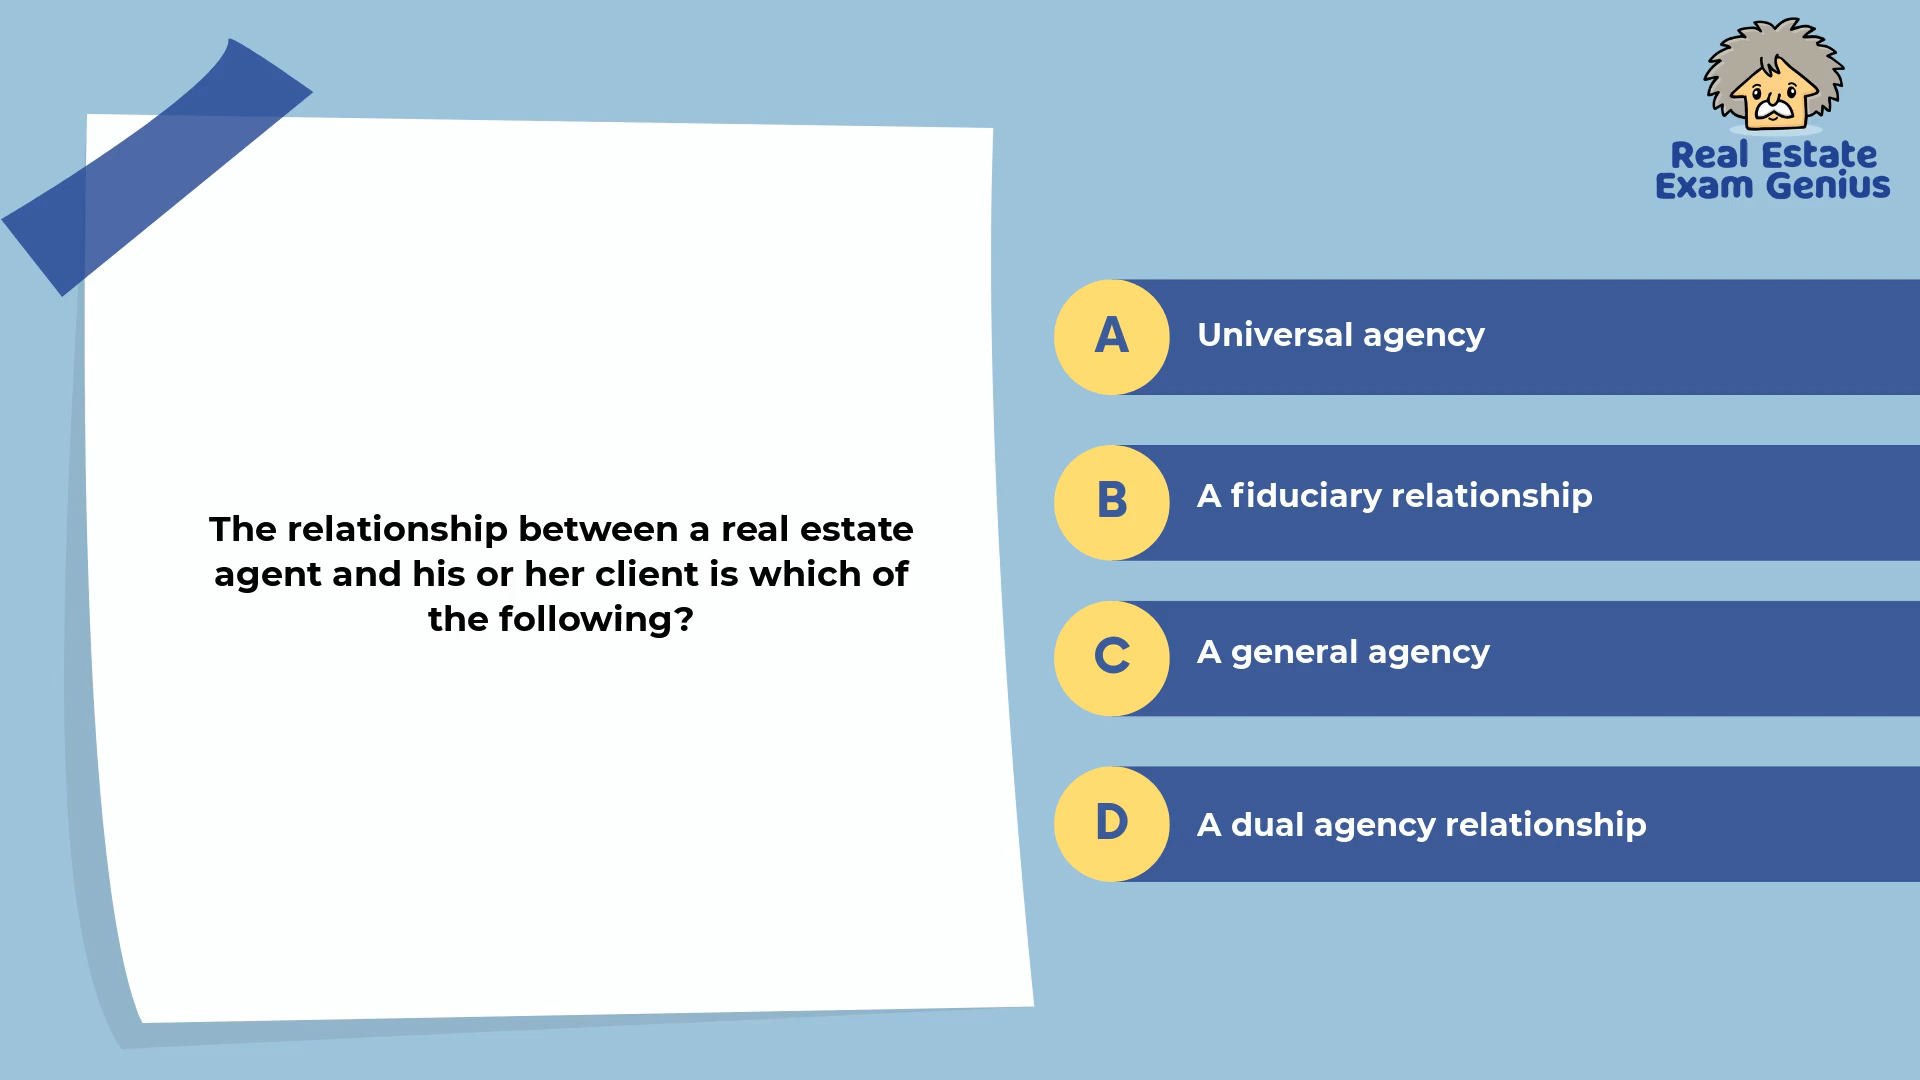 Real Estate
Exam Genius
The relationship between a real estate
agent and his or her client is which of
the following?
A
Universal agency
B
A fiduciary relationship
C
A general agency
D
A dual agency relationship